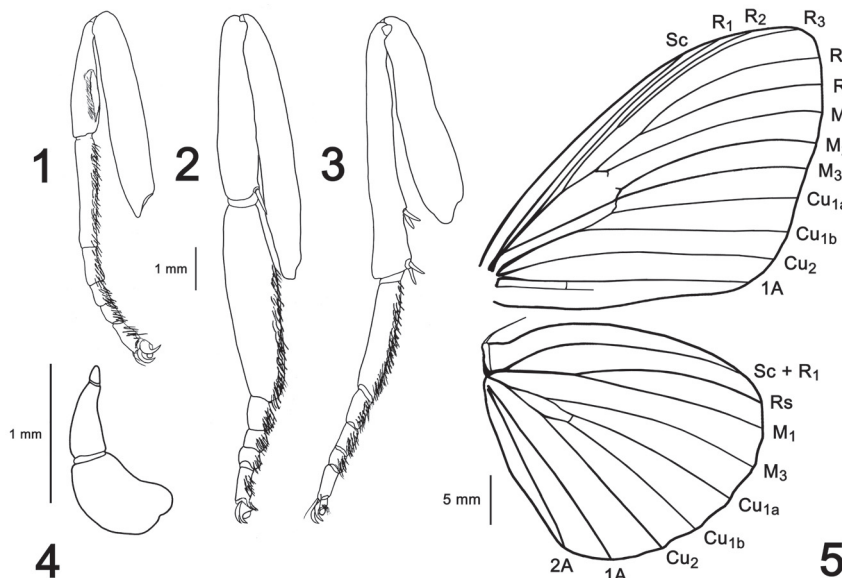 1
2
3
1 mm
1 mm
4
Sc
R₁
R₂
R₃
R
R
M
M
M₃
Cu₁ₐ
Cu₁b
Cu₂
1A
Sc + R₁
Rs
M₁
M₃
Cu₁ₐ
Cu₁b
Cu₂
1A
2A
5 mm
5